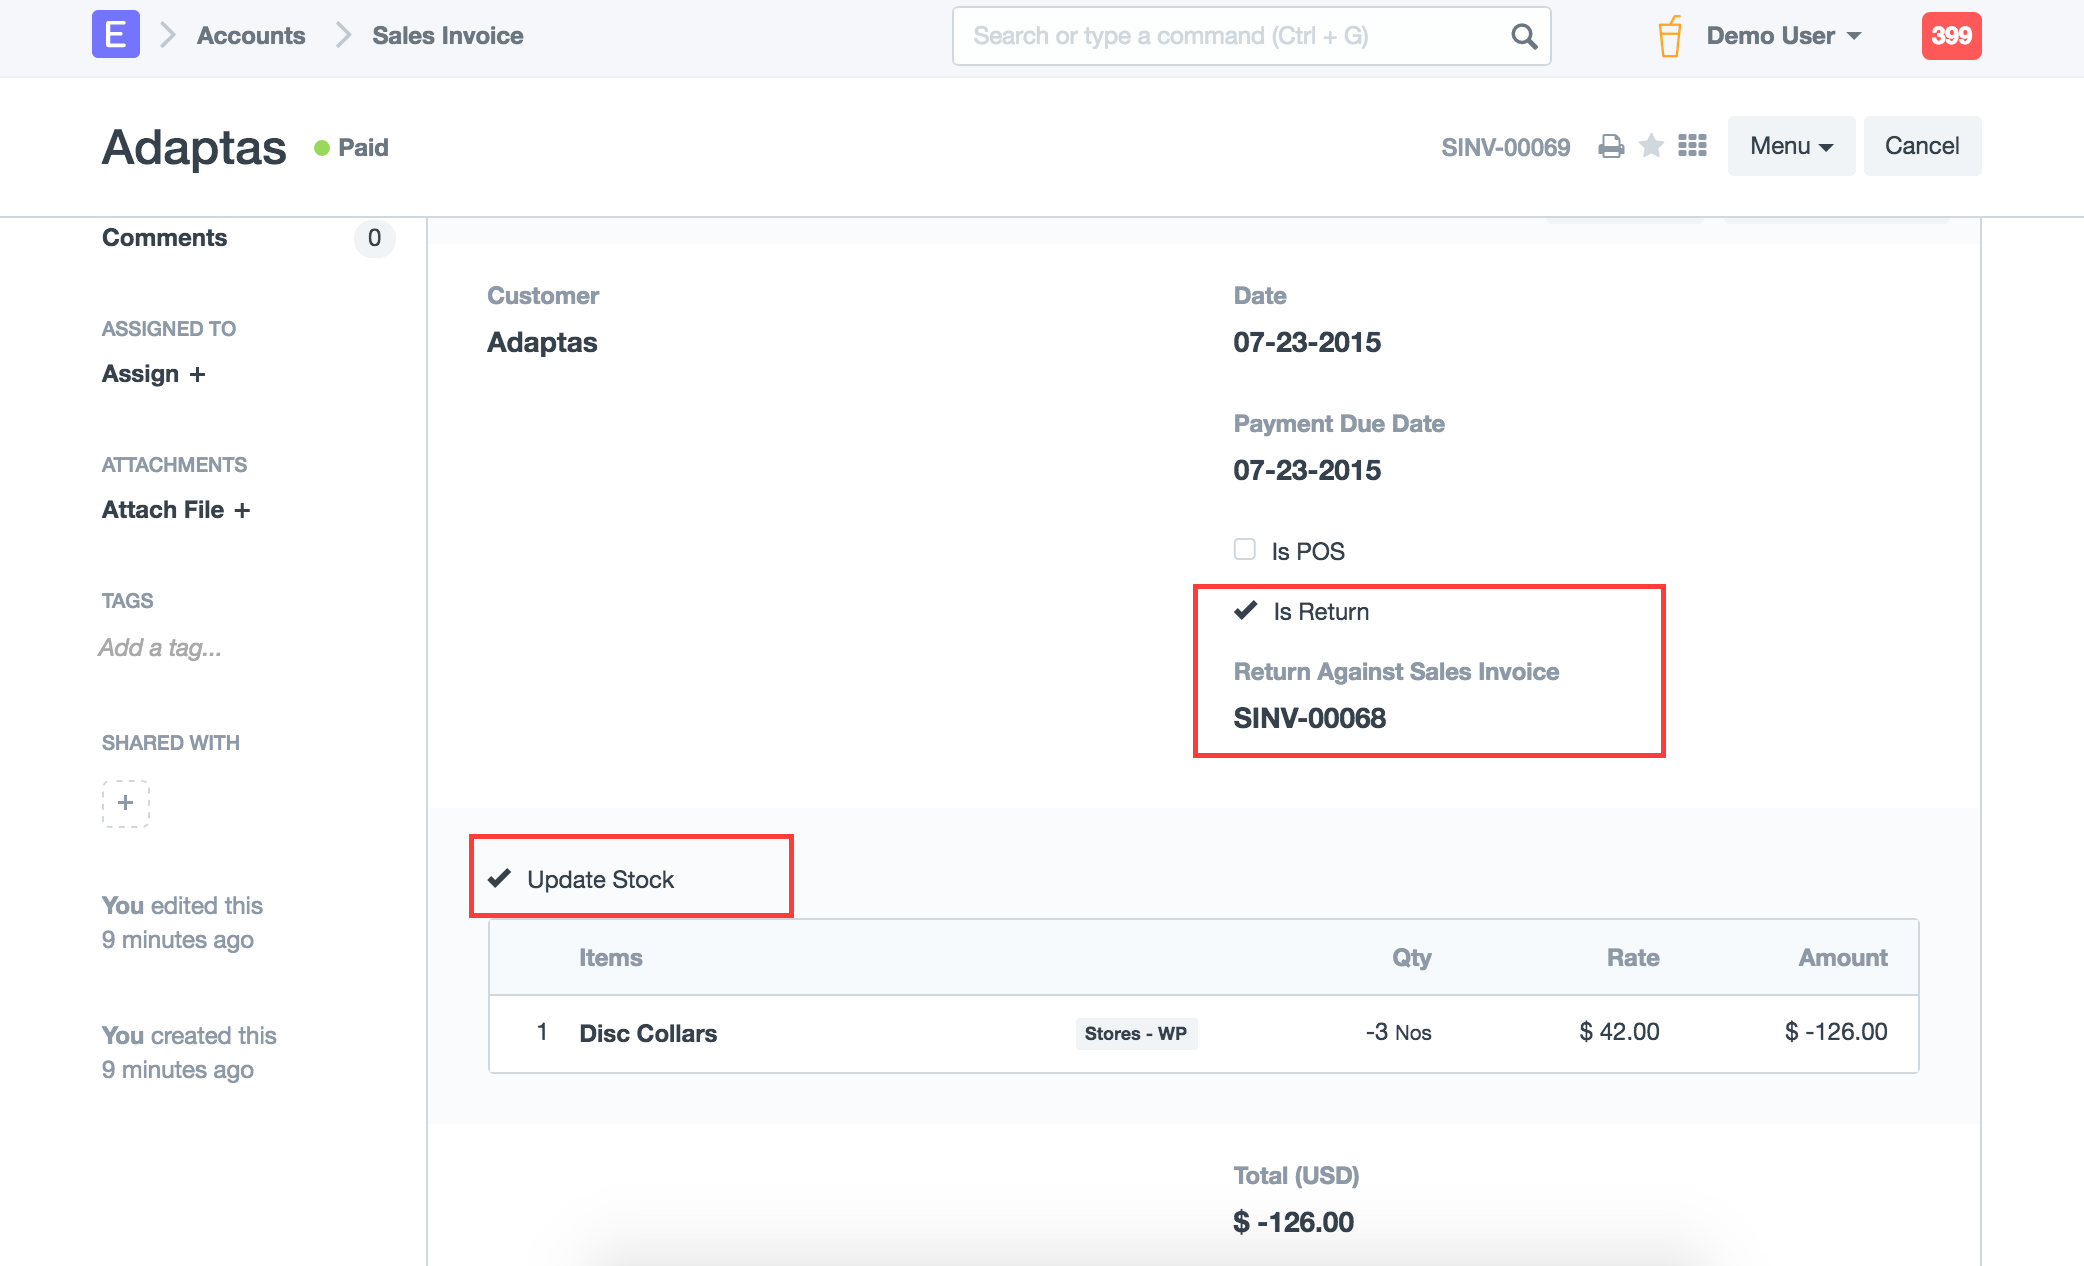 E Accounts Sales Invoice Search or type a command (Ctrl + G) Demo User 399
Adaptas Paid SINV-00069 Menu Cancel
Comments 0
ASSIGNED TO
Assign +
ATTACHMENTS
Attach File +
TAGS
Add a tag...
SHARED WITH
+
You edited this
9 minutes ago
You created this
9 minutes ago
Customer
Adaptas
Date
07-23-2015
Payment Due Date
07-23-2015
Is POS
Is Return
Return Against Sales Invoice
SINV-00068
Update Stock
Items Qty Rate Amount
1 Disc Collars Stores - WP -3 Nos $ 42.00 $ -126.00
Total (USD)
$ -126.00